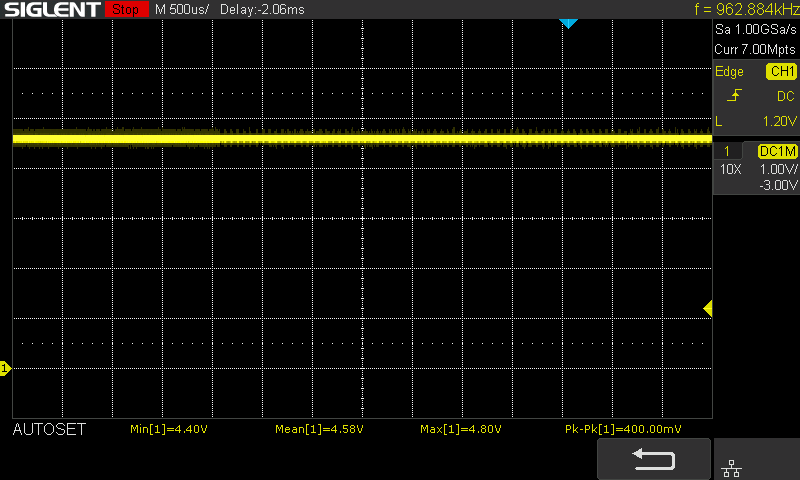 SIGLENT Stop M 500us/ Delay:-2.06ms f = 962.884kHz
Sa 1.00GSa/s
Curr 7.00Mpts
Edge CH1
DC
L 1.20V
1 DC1M
10X 1.00V/
-3.00V
1
AUTOSET Min[1]=4.40V Mean[1]=4.58V Max[1]=4.80V Pk-Pk[1]=400.00mV